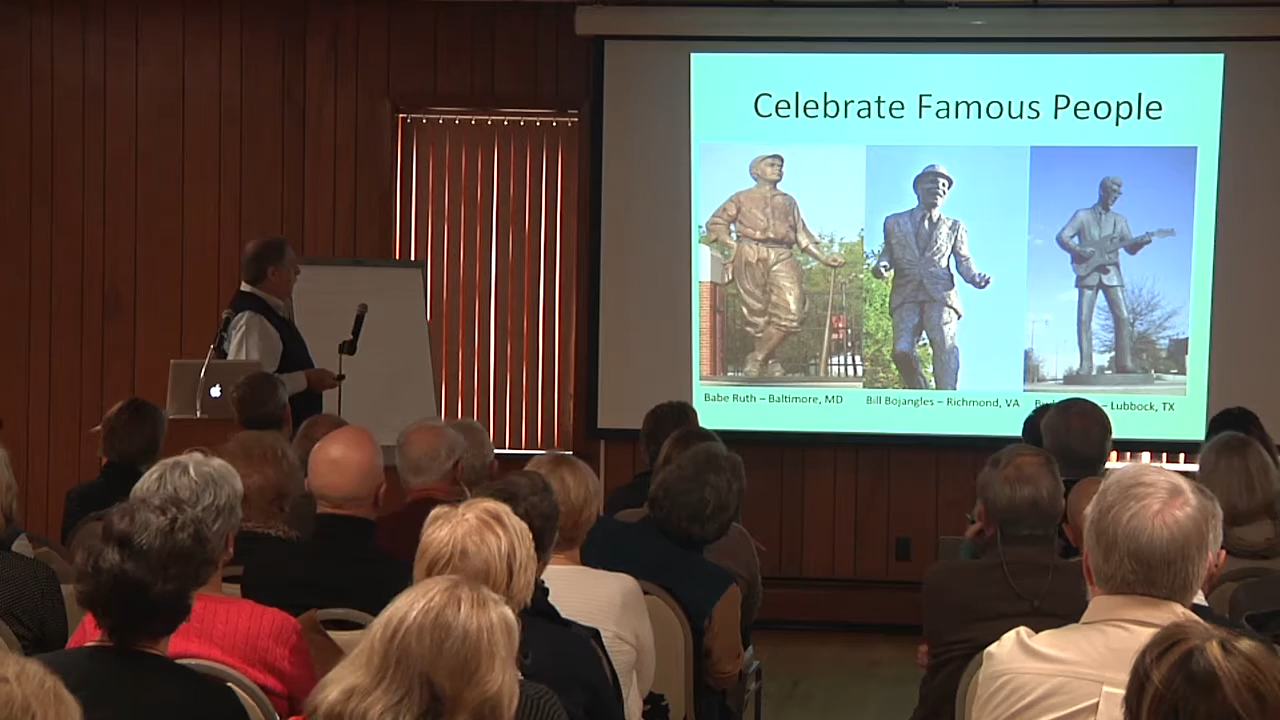 Celebrate Famous People
Babe Ruth – Baltimore, MD
Bill Bojangles – Richmond, VA
– Lubbock, TX